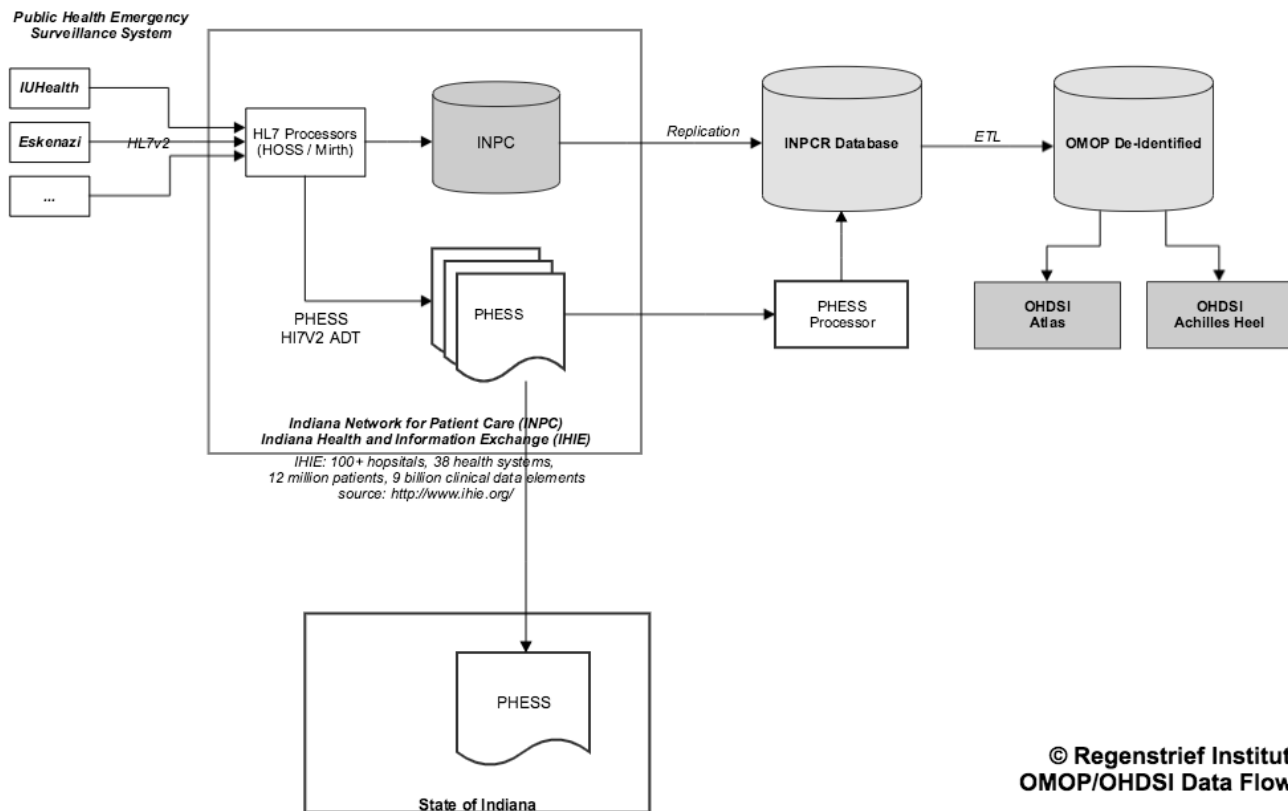 Public Health Emergency
Surveillance System
IUHealth
Eskenazi
...
HL7v2
HL7 Processors
(HOSS / Mirth)
INPC
Replication
INPCR Database
ETL
OMOP De-Identified
PHESS
HI7V2 ADT
PHESS
PHESS
Processor
OHDSI
Atlas
OHDSI
Achilles Heel
Indiana Network for Patient Care (INPC)
Indiana Health and Information Exchange (IHIE)
IHIE: 100+ hopsitals, 38 health systems,
12 million patients, 9 billion clinical data elements
source: http://www.ihie.org/
PHESS
State of Indiana
© Regenstrief Institut
OMOP/OHDSI Data Flow